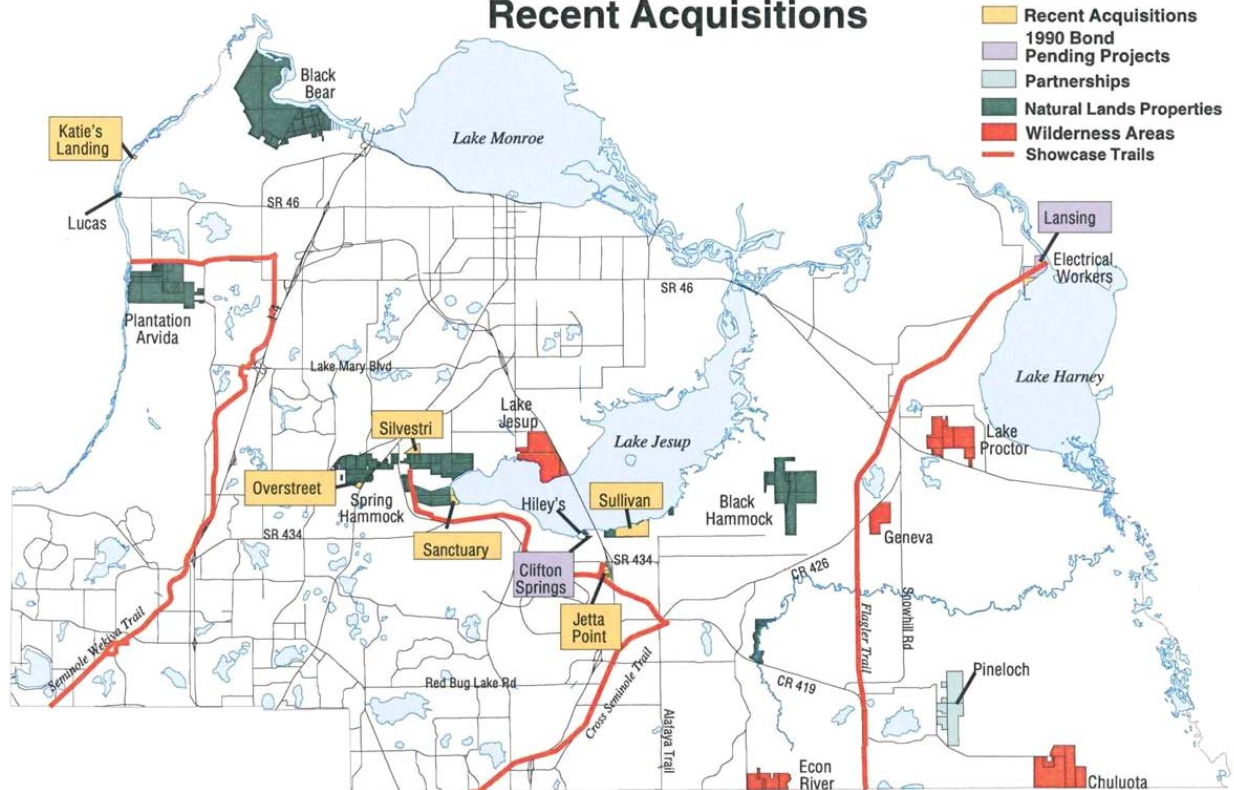 Recent Acquisitions
Recent Acquisitions
1990 Bond
Pending Projects
Partnerships
Natural Lands Properties
Wilderness Areas
Showcase Trails
Black
Bear
Katie's
Landing
Lake Monroe
Lucas
SR 46
Lansing
Electrical
Workers
SR 46
Plantation
Arvida
I-4
Lake Mary Blvd
Lake Harney
Lake
Jesup
Silvestri
Lake Jesup
Lake
Proctor
Overstreet
Spring
Hammock
Hiley's
Sullivan
Black
Hammock
SR 434
Sanctuary
Geneva
Clifton
Springs
SR 434
CR 426
Jetta
Point
Seminole Wekiva Trail
Flagler Trail
Snowhill Rd
Red Bug Lake Rd
Cross Seminole Trail
CR 419
Pineloch
Alafaya Trail
Econ
River
Chuluota